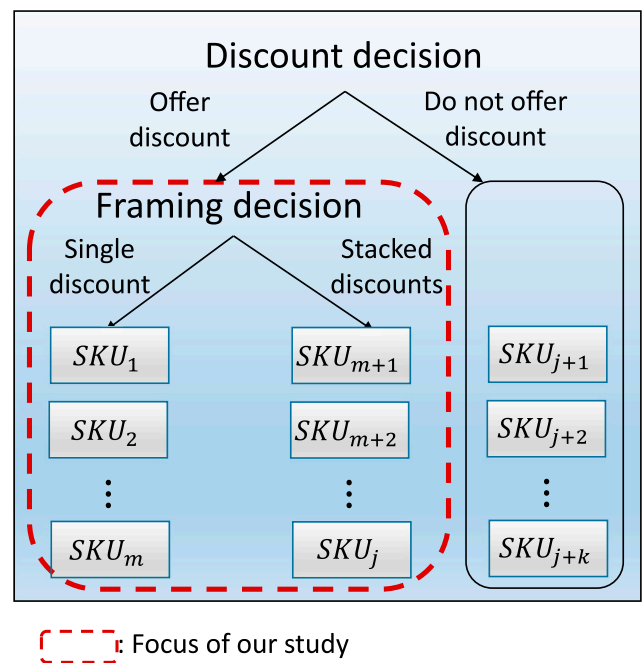 Discount decision
Offer
discount
Do not offer
discount
Framing decision
Single
discount
Stacked
discounts
SKU₁
SKUₘ₊₁
SKUⱼ₊₁
SKU₂
SKUₘ₊₂
SKUⱼ₊₂
⋮ ⋮ ⋮
SKUₘ
SKUⱼ
SKUⱼ₊ₖ
: Focus of our study